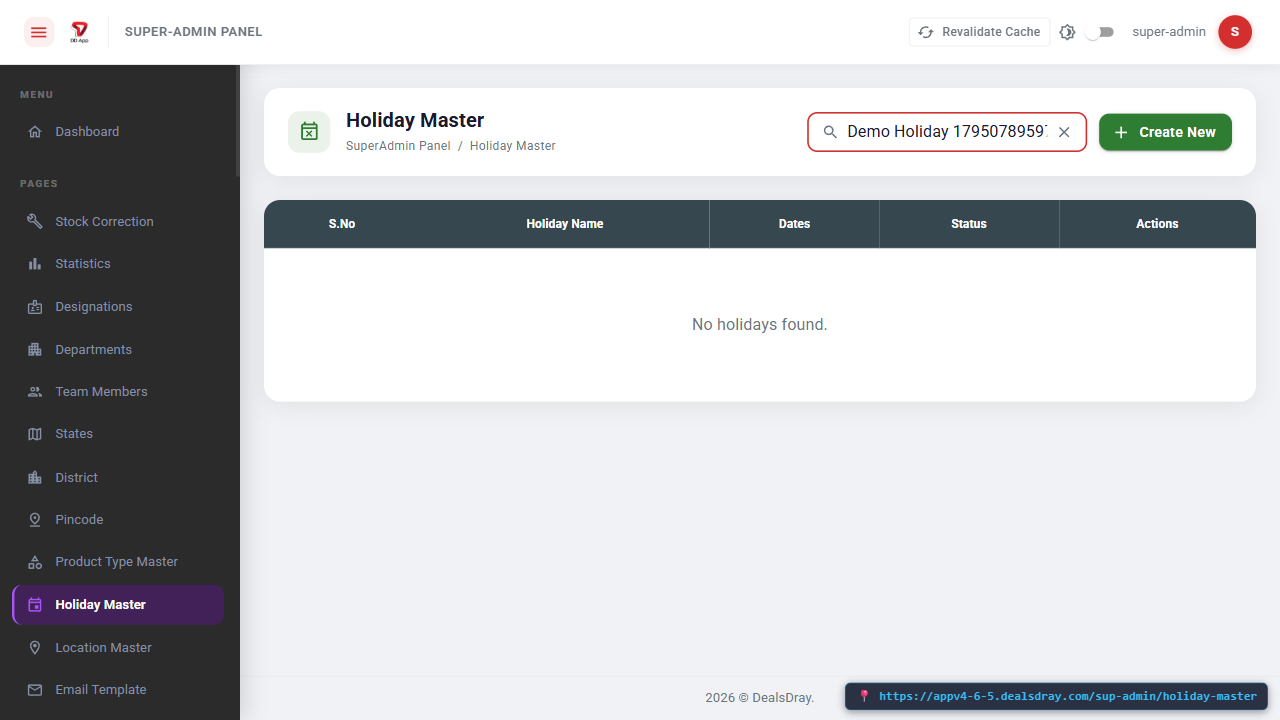 DD App
SUPER-ADMIN PANEL
Revalidate Cache
super-admin
S
MENU
Dashboard
PAGES
Stock Correction
Statistics
Designations
Departments
Team Members
States
District
Pincode
Product Type Master
Holiday Master
Location Master
Email Template
Holiday Master
SuperAdmin Panel / Holiday Master
Demo Holiday 1795078959
Create New
S.No Holiday Name Dates Status Actions
No holidays found.
2026 © DealsDray.
https://appv4-6-5.dealsdray.com/sup-admin/holiday-master